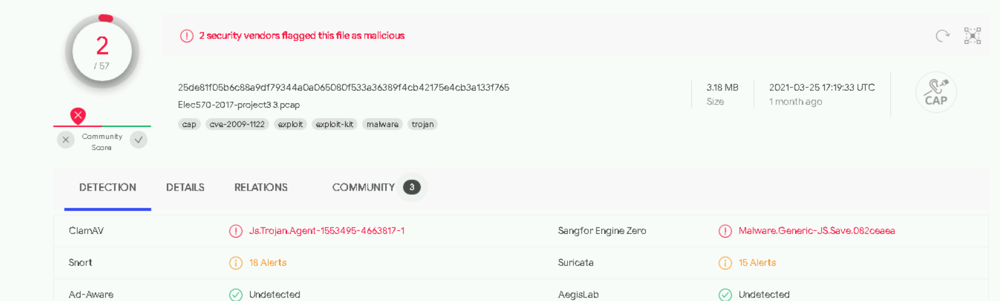 2
/ 57
2 security vendors flagged this file as malicious
25de81f05b6c88a9df79344a0a065080f533a36389f4cb42175e4cb3a133f765
Elec570-2017-project3 3.pcap
cap cve-2009-1122 exploit exploit-kit malware trojan
3.18 MB
Size
2021-03-25 17:19:33 UTC
1 month ago
CAP
Community
Score
DETECTION DETAILS RELATIONS COMMUNITY 3
ClamAV Js.Trojan.Agent-1553495-4663817-1 Sangfor Engine Zero Malware.Generic-JS.Save.082ceaea
Snort 18 Alerts Suricata 15 Alerts
Ad-Aware Undetected AegisLab Undetected